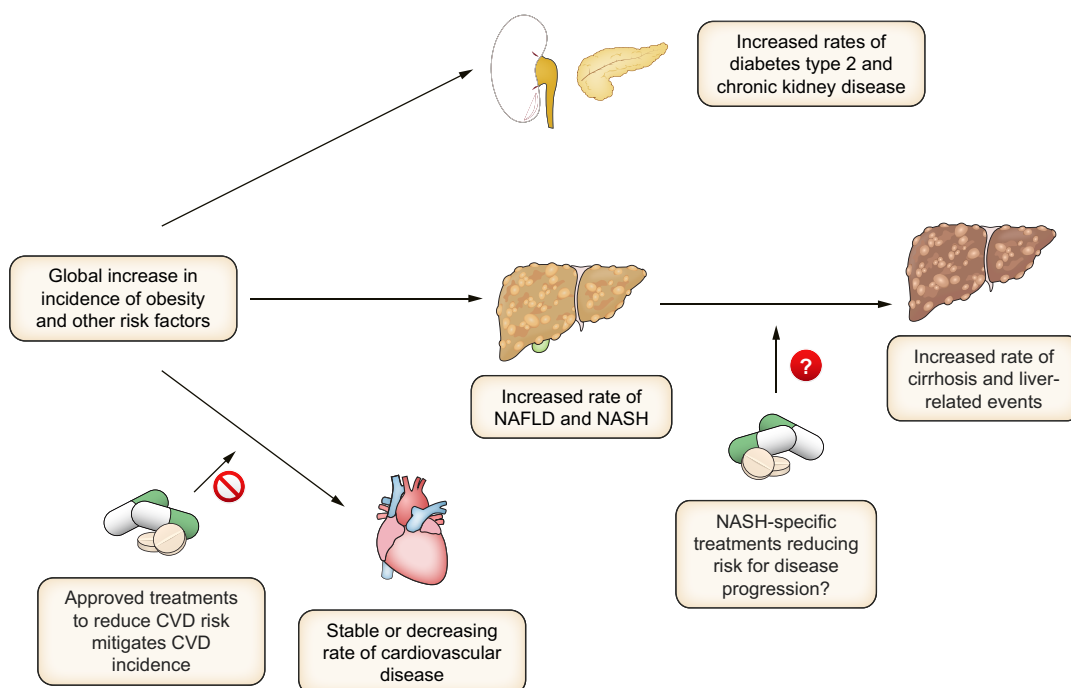 Increased rates of
diabetes type 2 and
chronic kidney disease
Global increase in
incidence of obesity
and other risk factors
Increased rate of
NAFLD and NASH
?
Increased rate of
cirrhosis and liver-
related events
NASH-specific
treatments reducing
risk for disease
progression?
Approved treatments
to reduce CVD risk
mitigates CVD
incidence
Stable or decreasing
rate of cardiovascular
disease